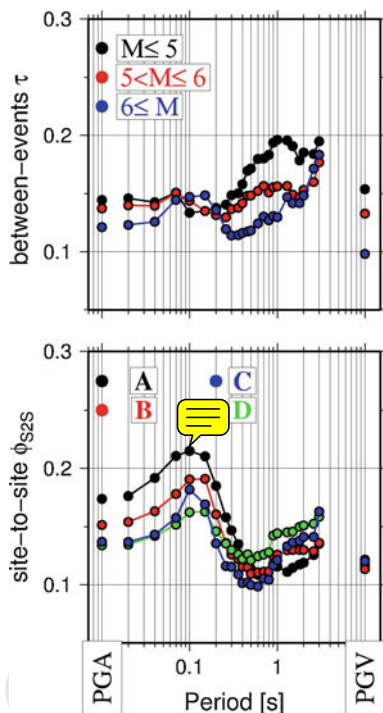 between-events τ
0.3
0.2
0.1
M≤ 5
5<M≤ 6
6≤ M
site-to-site ϕS2S
0.3
0.2
0.1
A
B
C
D
PGA
0.1
1
PGV
Period [s]